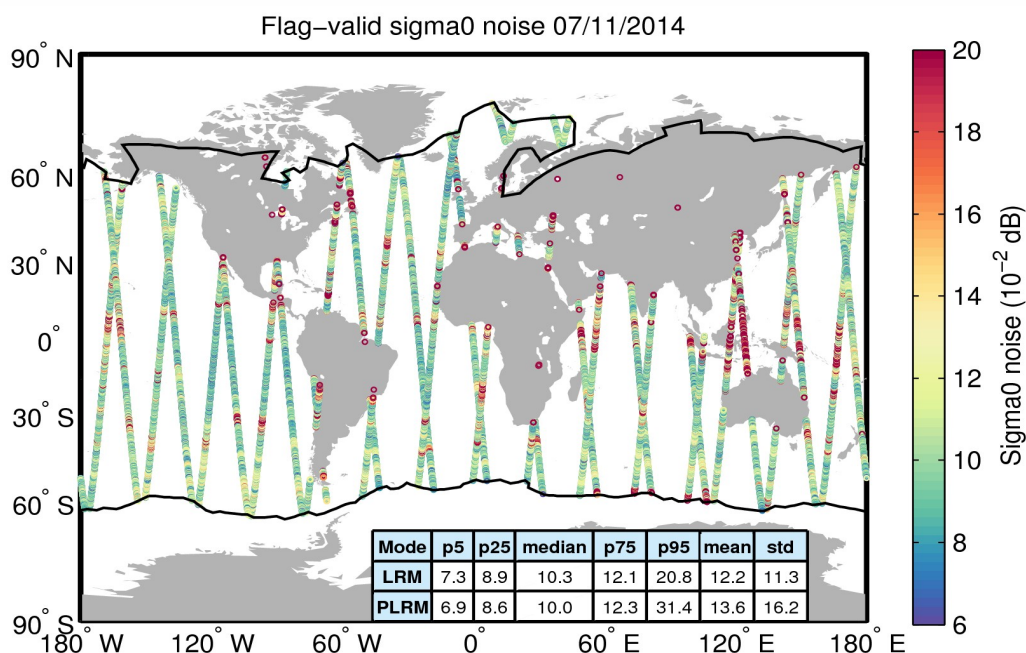 Flag−valid sigma0 noise 07/11/2014
90° N
60° N
30° N
0°
30° S
60° S
90° S
180° W
120° W
60° W
0°
60° E
120° E
180° E
20
18
16
14
12
10
8
6
Sigma0 noise (10⁻² dB)
Mode p5 p25 median p75 p95 mean std
LRM 7.3 8.9 10.3 12.1 20.8 12.2 11.3
PLRM 6.9 8.6 10.0 12.3 31.4 13.6 16.2